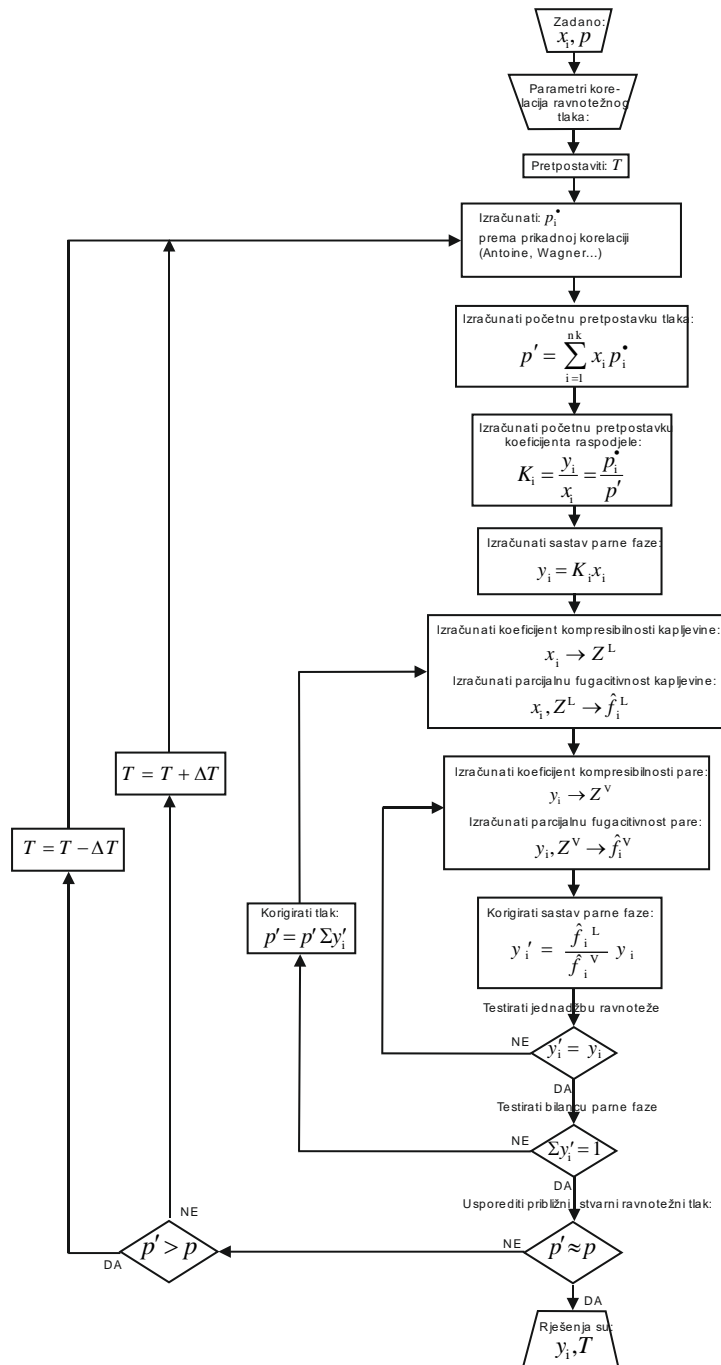 Zadano:
x_i, p
Parametri kore-
lacija ravnotežnog
tlaka:
Pretpostaviti: T
Izračunati: p_i^•
prema prikadnoj korelaciji
(Antoine, Wagner...)
Izračunati početnu pretpostavku tlaka:
p′ = ∑_{i=1}^{nk} x_i p_i^•
Izračunati početnu pretpostavku
koeficijenta raspodjele:
K_i = y_i / x_i = p_i^• / p′
Izračunati sastav parne faze:
y_i = K_i x_i
Izračunati koeficijent kompresibilnosti kapljevine:
x_i → Z^L
Izračunati parcijalnu fugacitivnost kapljevine:
x_i, Z^L → f̂_i^L
Izračunati koeficijent kompresibilnosti pare:
y_i → Z^V
Izračunati parcijalnu fugacitivnost pare:
y_i, Z^V → f̂_i^V
Korigirati sastav parne faze:
y_i′ = f̂_i^L / f̂_i^V y_i
Testirati jednadžbu ravnoteže
NE
y_i′ = y_i
DA
Testirati bilancu parne faze
NE
Σy_i′ = 1
DA
Usporediti približni stvarni ravnotežni tlak:
NE
p′ ≈ p
DA
Rješenja su:
y_i, T
Korigirati tlak:
p′ = p′ Σy_i′
T = T + ΔT
T = T − ΔT
NE
p′ > p
DA